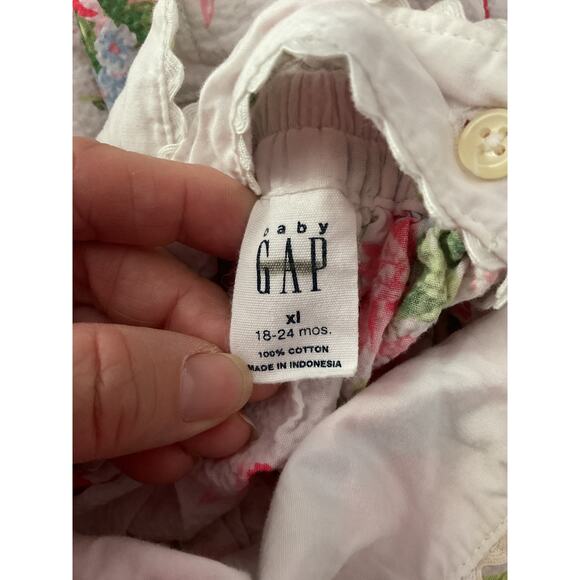 baby
GAP
xl
18-24 mos.
100% COTTON
MADE IN INDONESIA